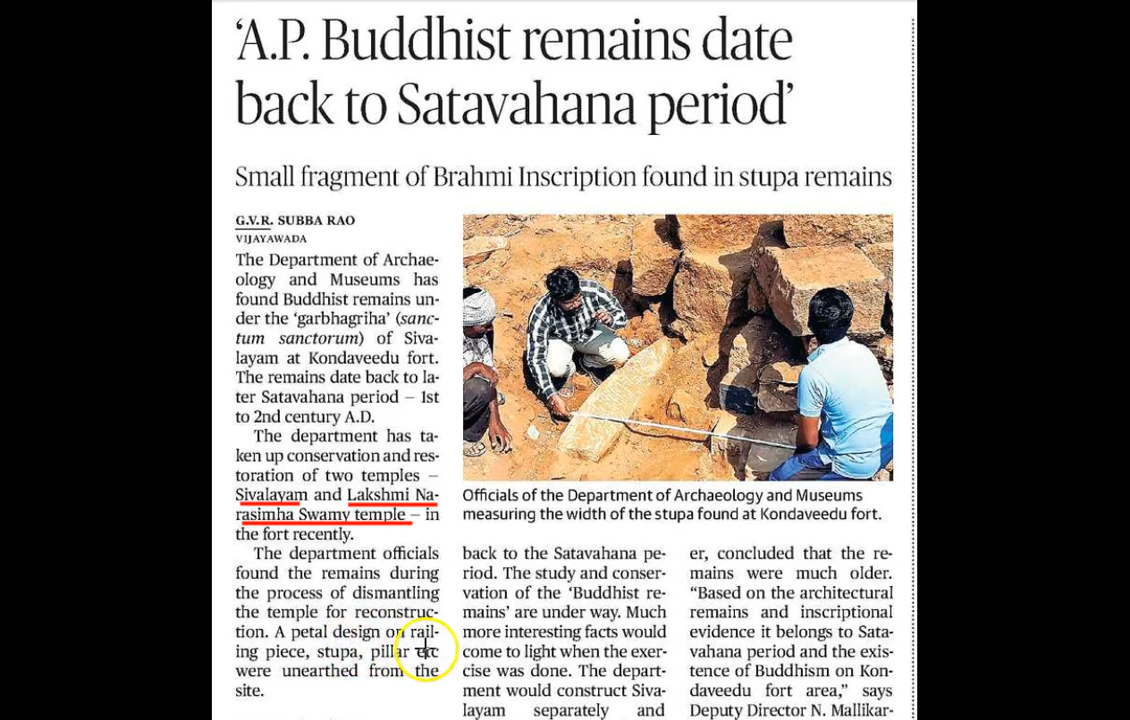 ‘A.P. Buddhist remains date
back to Satavahana period’
Small fragment of Brahmi Inscription found in stupa remains
G.V.R. SUBBA RAO
VIJAYAWADA
The Department of Archae-
ology and Museums has
found Buddhist remains un-
der the ‘garbhagriha’ (sanc-
tum sanctorum) of Siva-
layam at Kondaveedu fort.
The remains date back to la-
ter Satavahana period – 1st
to 2nd century A.D.
The department has ta-
ken up conservation and res-
toration of two temples –
Sivalayam and Lakshmi Na-
rasimha Swamy temple – in
the fort recently.
The department officials
found the remains during
the process of dismantling
the temple for reconstruc-
tion. A petal design on rail-
ing piece, stupa, pillar etc
were unearthed from the
site.
Officials of the Department of Archaeology and Museums
measuring the width of the stupa found at Kondaveedu fort.
back to the Satavahana pe-
riod. The study and conser-
vation of the ‘Buddhist re-
mains’ are under way. Much
more interesting facts would
come to light when the exer-
cise was done. The depart-
ment would construct Siva-
layam separately and
er, concluded that the re-
mains were much older.
“Based on the architectural
remains and inscriptional
evidence it belongs to Sata-
vahana period and the exis-
tence of Buddhism on Kon-
daveedu fort area,” says
Deputy Director N. Mallikar-